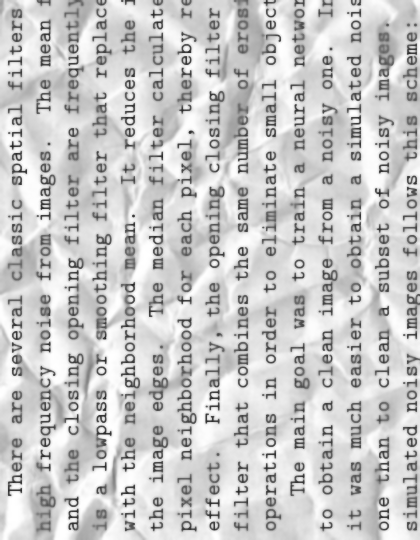 There are several classic spatial filters
high frequency noise from images. The mean
and the closing opening filter are frequently
is a lowpass or smoothing filter that replace
with the neighborhood mean. It reduces the
the image edges. The median filter calculate
pixel neighborhood for each pixel, thereby re
effect. Finally, the opening closing filter
filter that combines the same number of erosi
operations in order to eliminate small object
The main goal was to train a neural networ
to obtain a clean image from a noisy one. In
it was much easier to obtain a simulated nois
one than to clean a subset of noisy images.
simulated noisy images follows this scheme: